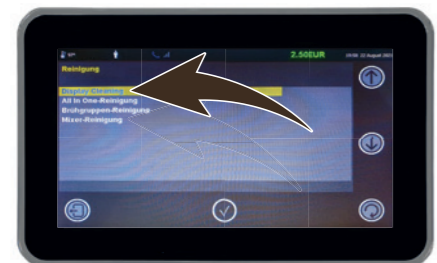 2.50EUR
Reinigung
Display Cleaning
All In One-Reinigung
Brühgruppen-Reinigung
Mixer-Reinigung